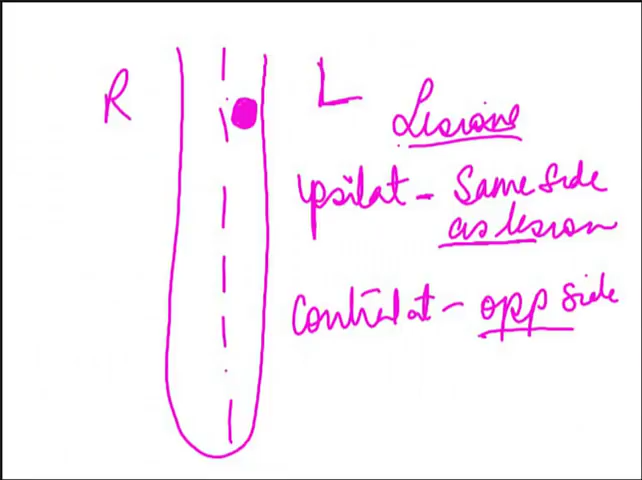 R
L
Lesions
Ipsilat - Same side
as lesion
Contralat - opp side